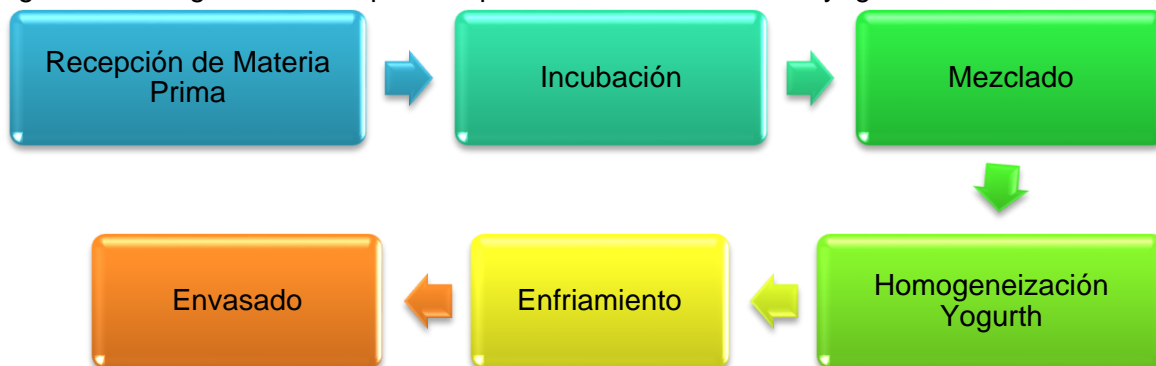 Recepción de Materia
Prima
Incubación
Mezclado
Homogeneización
Yogurth
Enfriamiento
Envasado